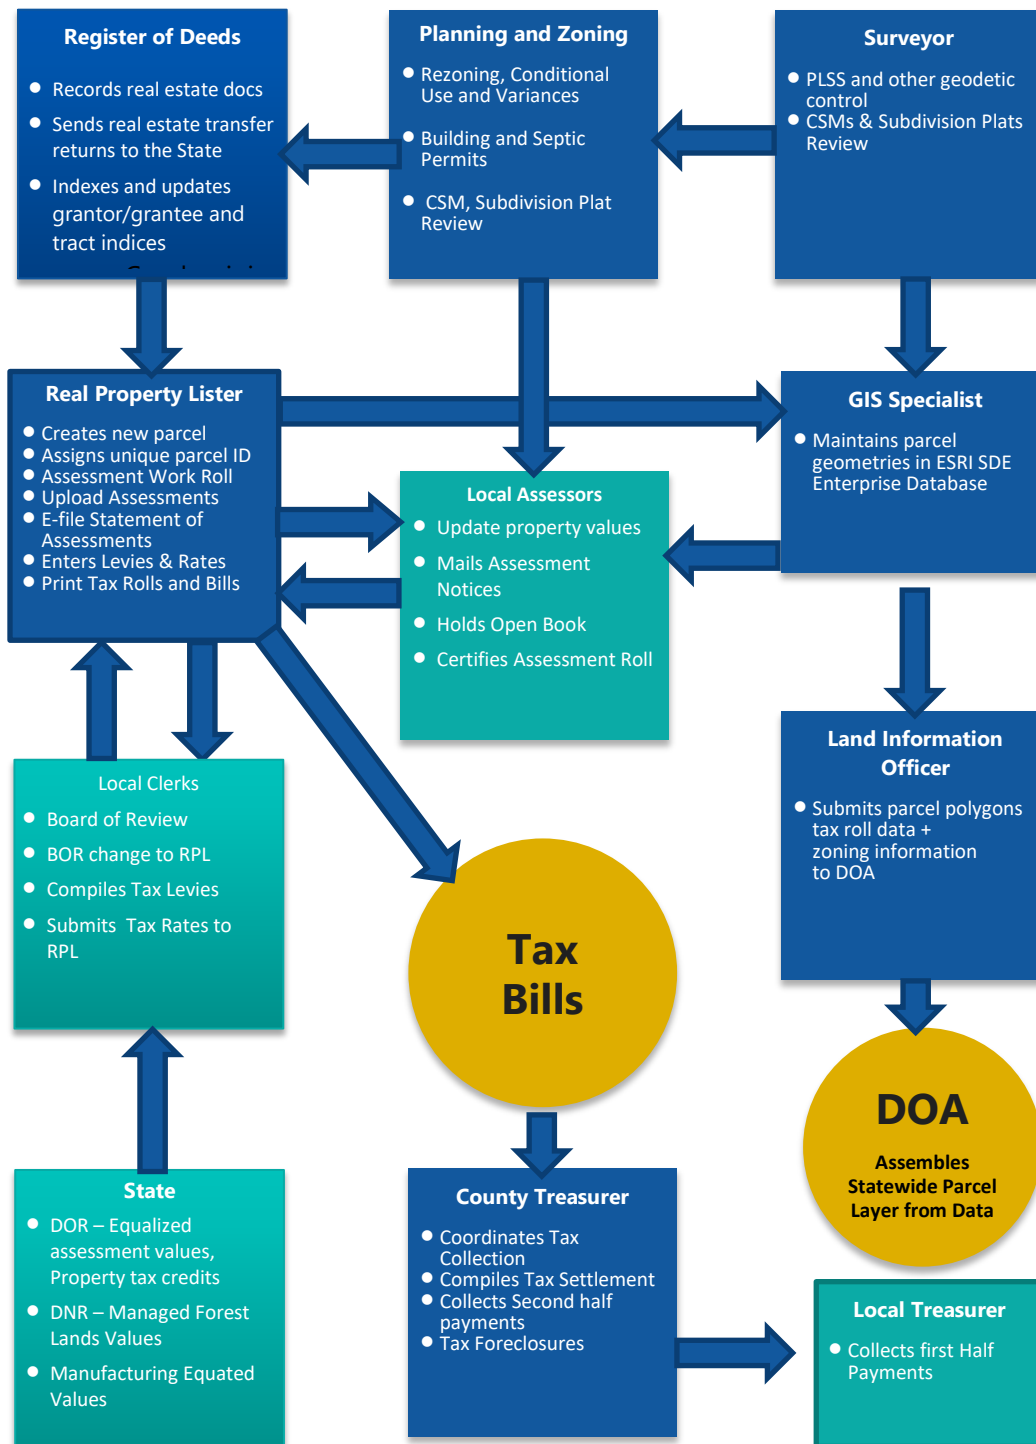 Register of Deeds
Records real estate docs
Sends real estate transfer
returns to the State
Indexes and updates
grantor/grantee and
tract indices
Planning and Zoning
Rezoning, Conditional
Use and Variances
Building and Septic
Permits
CSM, Subdivision Plat
Review
Surveyor
PLSS and other geodetic
control
CSMs & Subdivision Plats
Review
Real Property Lister
Creates new parcel
Assigns unique parcel ID
Assessment Work Roll
Upload Assessments
E-file Statement of
Assessments
Enters Levies & Rates
Print Tax Rolls and Bills
Local Assessors
Update property values
Mails Assessment
Notices
Holds Open Book
Certifies Assessment Roll
GIS Specialist
Maintains parcel
geometries in ESRI SDE
Enterprise Database
Land Information
Officer
Submits parcel polygons
tax roll data +
zoning information
to DOA
Local Clerks
Board of Review
BOR change to RPL
Compiles Tax Levies
Submits Tax Rates to
RPL
Tax
Bills
DOA
Assembles
Statewide Parcel
Layer from Data
State
DOR – Equalized
assessment values,
Property tax credits
DNR – Managed Forest
Lands Values
Manufacturing Equated
Values
County Treasurer
Coordinates Tax
Collection
Compiles Tax Settlement
Collects Second half
payments
Tax Foreclosures
Local Treasurer
Collects first Half
Payments